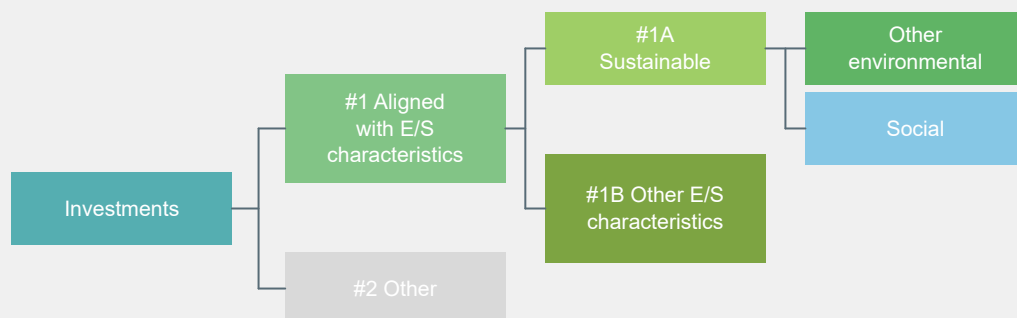 #1A
Sustainable
Other
environmental
#1 Aligned
with E/S
characteristics
Social
Investments
#1B Other E/S
characteristics
#2 Other